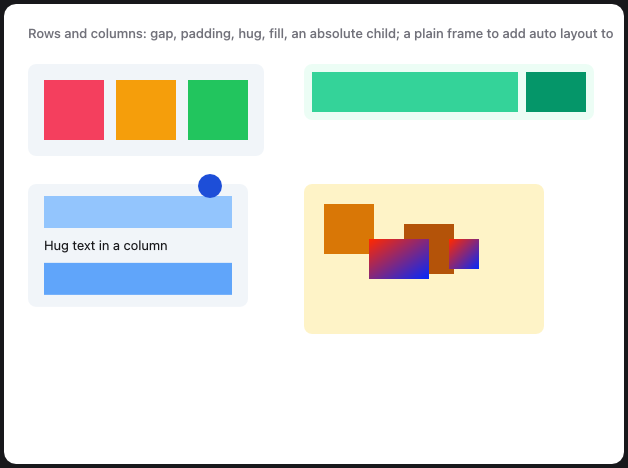 Rows and columns: gap, padding, hug, fill, an absolute child; a plain frame to add auto layout to
Hug text in a column